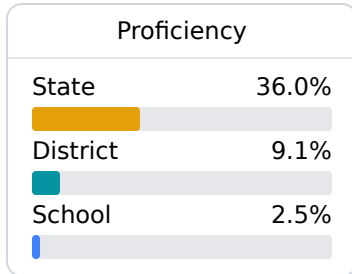 Proficiency
State 36.0%
District 9.1%
School 2.5%